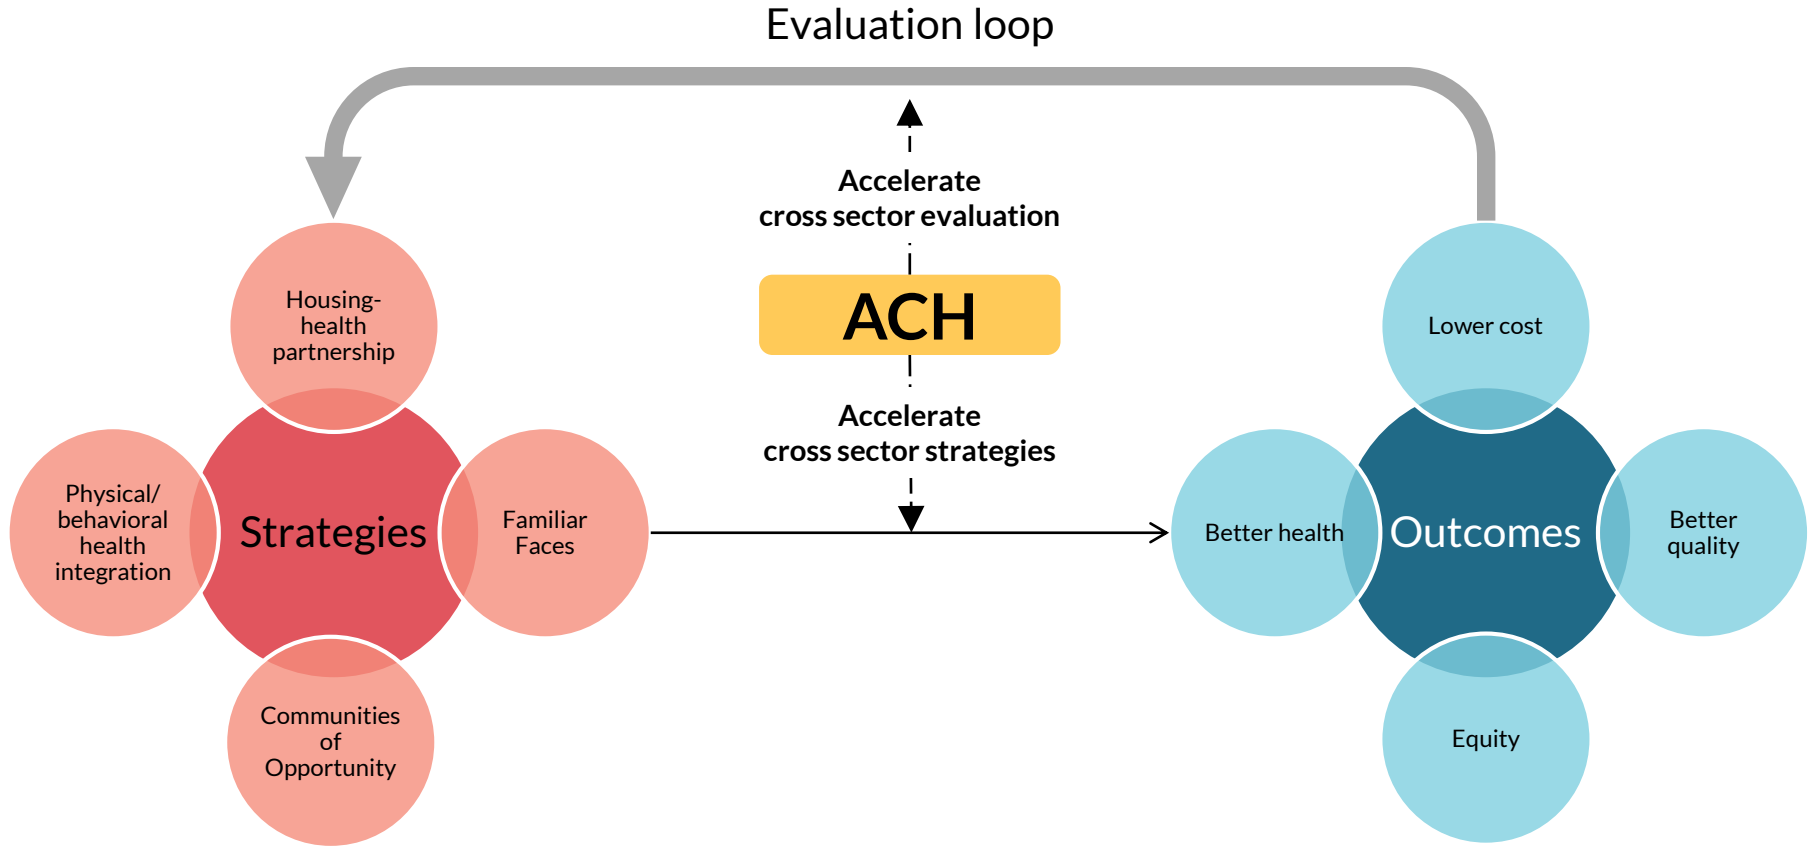 Evaluation loop
Accelerate
cross sector evaluation
ACH
Accelerate
cross sector strategies
Housing-
health
partnership
Physical/
behavioral
health
integration
Strategies
Familiar
Faces
Communities
of
Opportunity
Lower cost
Better health
Outcomes
Better
quality
Equity